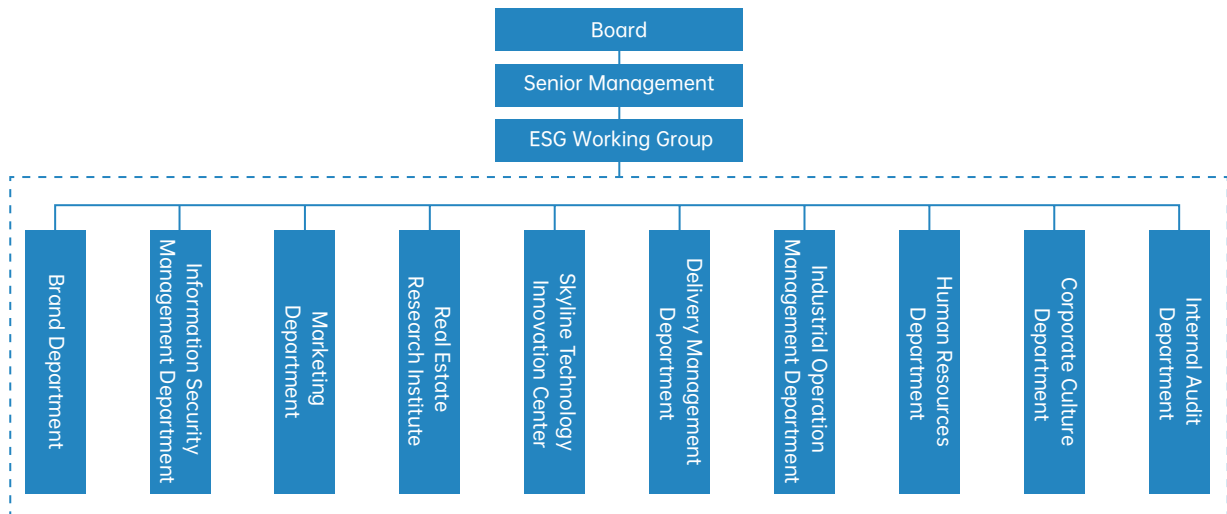 Board
Senior Management
ESG Working Group
Brand Department
Information Security
Management Department
Marketing
Department
Real Estate
Research Institute
Skyline Technology
Innovation Center
Delivery Management
Department
Industrial Operation
Management Department
Human Resources
Department
Corporate Culture
Department
Internal Audit
Department